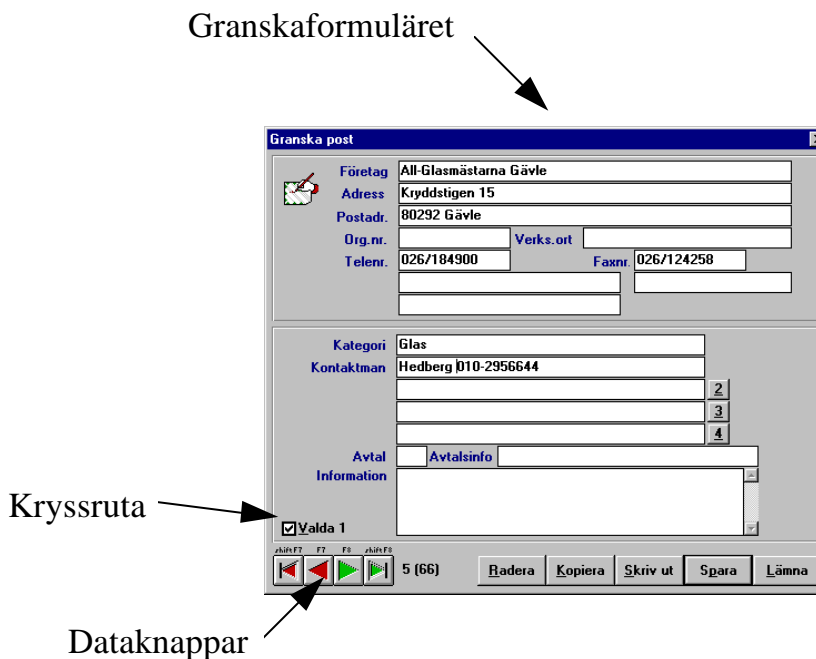 Granskaformuläret
Granska post
Företag All-Glasmästarna Gävle
Adress Kryddstigen 15
Postadr. 80292 Gävle
Org.nr. Verks.ort
Telenr. 026/184900 Faxnr. 026/124258
Kategori Glas
Kontaktman Hedberg 010-2956644
2
3
4
Avtal Avtalsinfo
Information
Kryssruta
Valda 1
shift F7 F7 F8 shift F8
5 (66) Radera Kopiera Skriv ut Spara Lämna
Dataknappar